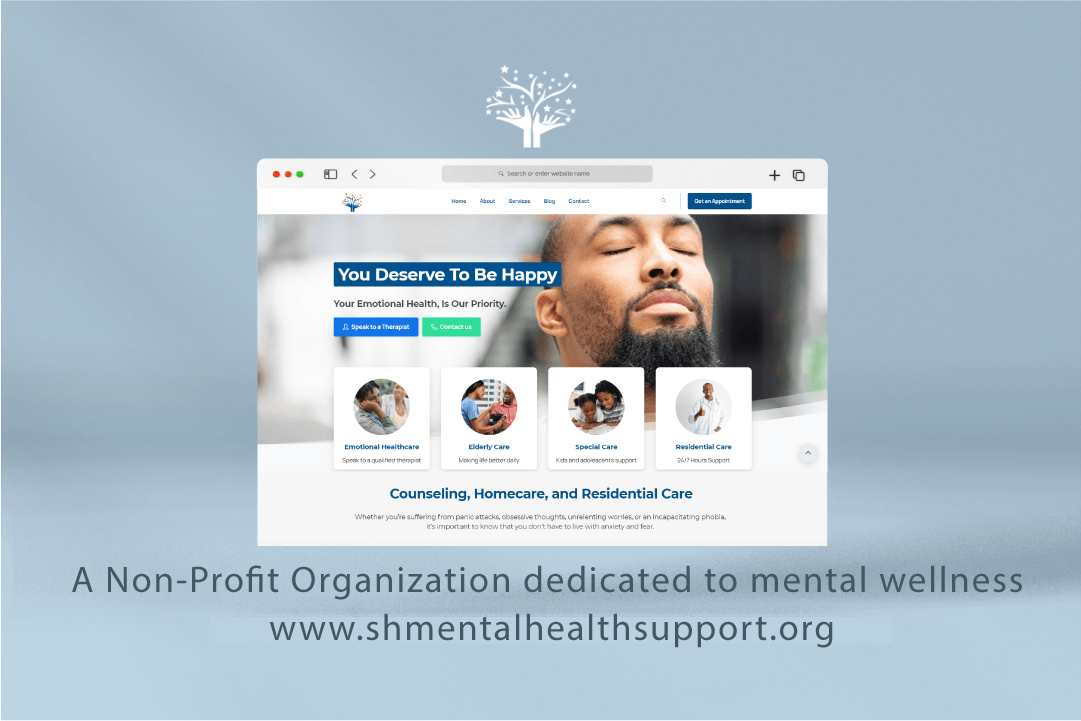 Search or enter website name
Home About Services Blog Contact Get an Appointment
You Deserve To Be Happy
Your Emotional Health, Is Our Priority.
Speak to a Therapist Contact us
Emotional Healthcare Elderly Care Special Care Residential Care
Speak to a qualified therapist Making life better daily Kids and adolescents support 24/7 Hours Support
Counseling, Homecare, and Residential Care
Whether you're suffering from panic attacks, obsessive thoughts, unrelenting worries, or an incapacitating phobia,
it's important to know that you don't have to live with anxiety and fear.
A Non-Profit Organization dedicated to mental wellness
www.shmentalhealthsupport.org